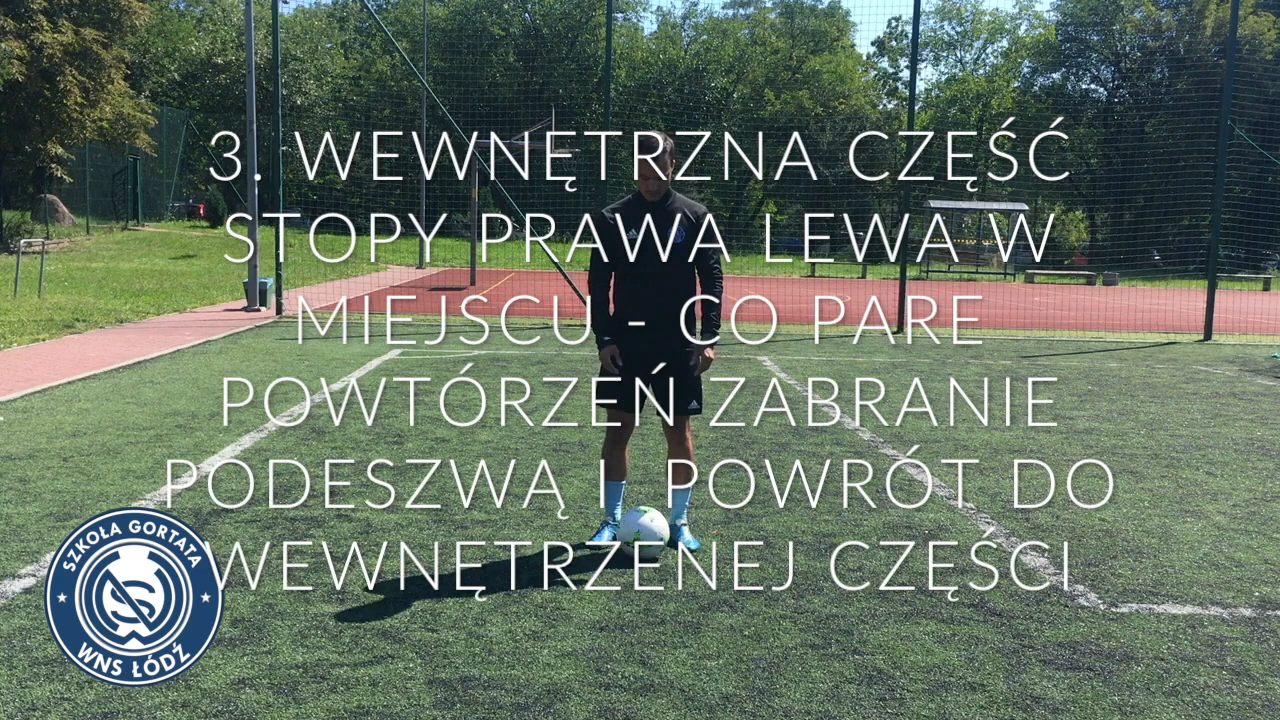 3. WEWNĘTRZNA CZĘŚĆ
STOPY PRAWA LEWA W
MIEJSCU - CO PARE
POWTÓRZEŃ ZABRANIE
PODESZWĄ I POWRÓT DO
WEWNĘTRZENEJ CZĘŚCI
SZKOŁA GORTATA
WNS ŁÓDŹ